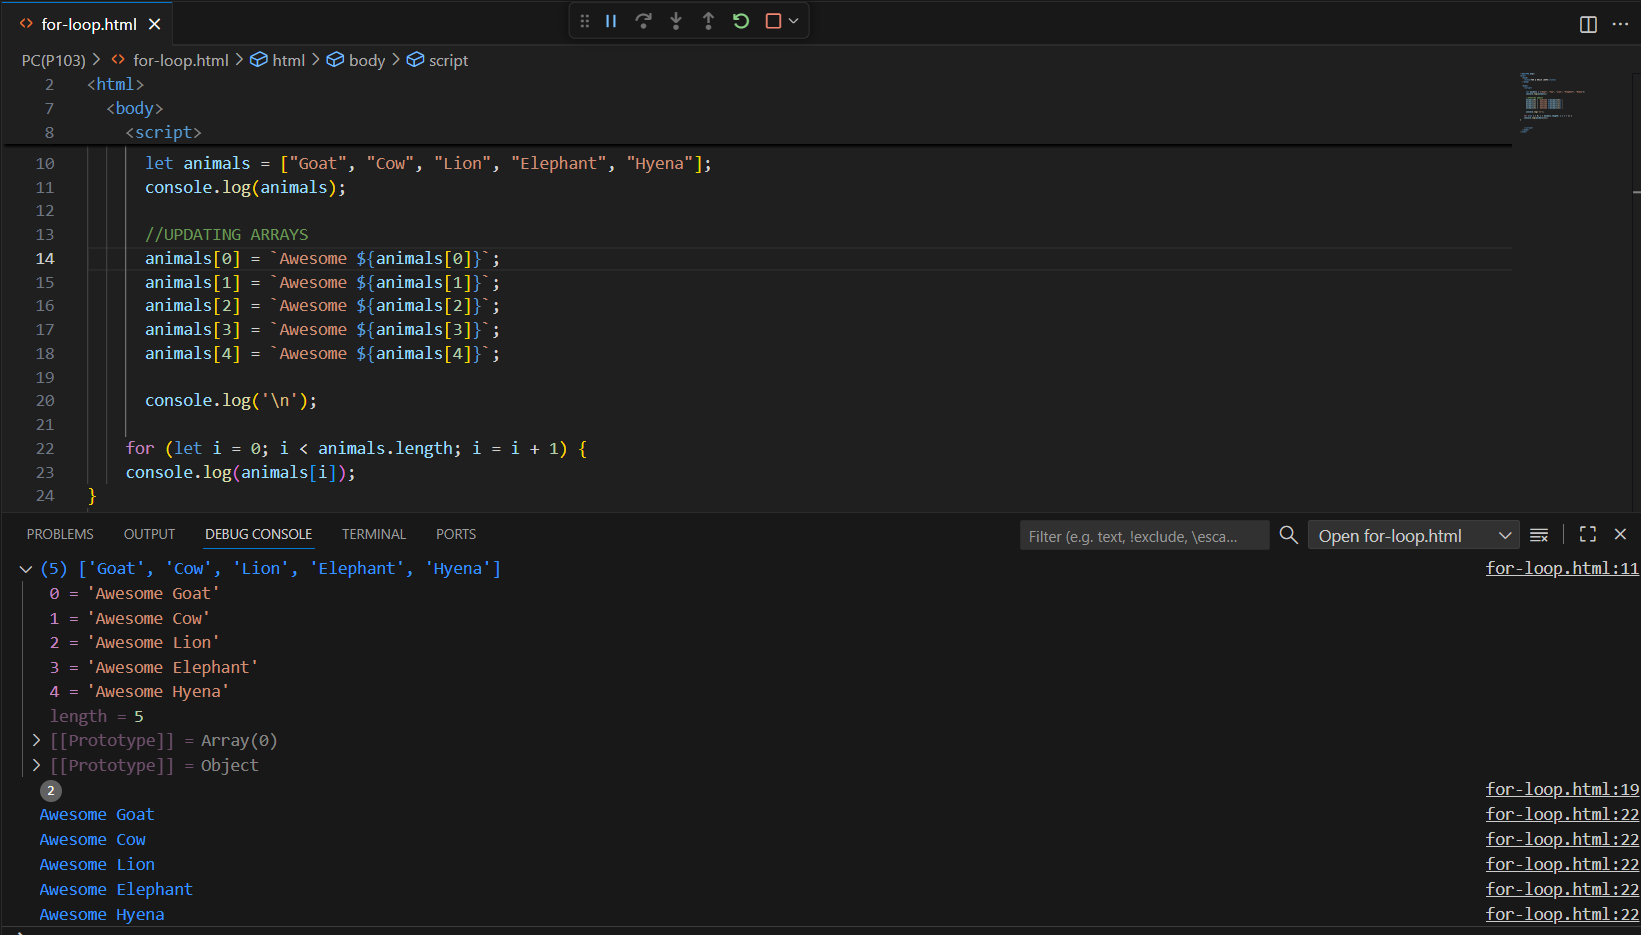 for-loop.html
PC(P103) > for-loop.html > html > body > script
2 <html>
7 <body>
8 <script>
10 let animals = ["Goat", "Cow", "Lion", "Elephant", "Hyena"];
11 console.log(animals);
12
13 //UPDATING ARRAYS
14 animals[0] = `Awesome ${animals[0]}`;
15 animals[1] = `Awesome ${animals[1]}`;
16 animals[2] = `Awesome ${animals[2]}`;
17 animals[3] = `Awesome ${animals[3]}`;
18 animals[4] = `Awesome ${animals[4]}`;
19
20 console.log('\n');
21
22 for (let i = 0; i < animals.length; i = i + 1) {
23 console.log(animals[i]);
24 }
PROBLEMS OUTPUT DEBUG CONSOLE TERMINAL PORTS Filter (e.g. text, !exclude, \esca... Open for-loop.html
(5) ['Goat', 'Cow', 'Lion', 'Elephant', 'Hyena'] for-loop.html:11
0 = 'Awesome Goat'
1 = 'Awesome Cow'
2 = 'Awesome Lion'
3 = 'Awesome Elephant'
4 = 'Awesome Hyena'
length = 5
[[Prototype]] = Array(0)
[[Prototype]] = Object
2 for-loop.html:19
Awesome Goat for-loop.html:22
Awesome Cow for-loop.html:22
Awesome Lion for-loop.html:22
Awesome Elephant for-loop.html:22
Awesome Hyena for-loop.html:22